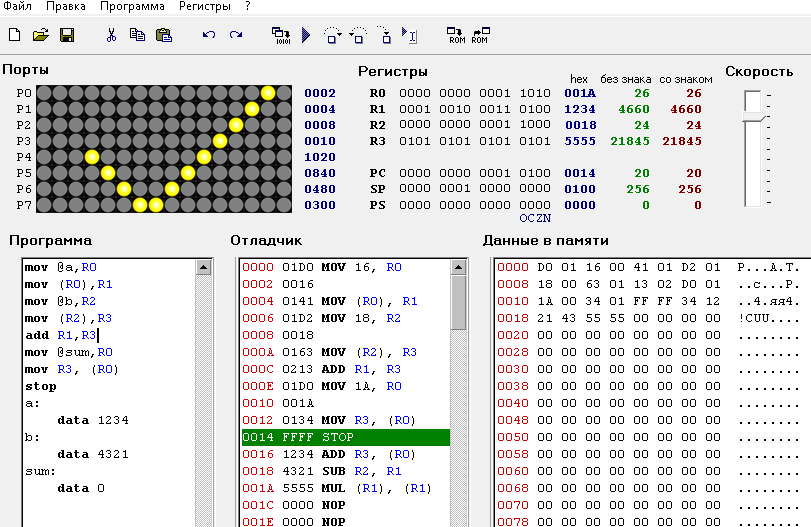 Файл Правка Программа Регистры ?
1010 ROM ROM
Порты
P0 0002
P1 0004
P2 0008
P3 0010
P4 1020
P5 0840
P6 0480
P7 0300
Регистры hex без знака со знаком
R0 0000 0000 0001 1010 001A 26 26
R1 0001 0010 0011 0100 1234 4660 4660
R2 0000 0000 0001 1000 0018 24 24
R3 0101 0101 0101 0101 5555 21845 21845
PC 0000 0000 0001 0100 0014 20 20
SP 0000 0001 0000 0000 0100 256 256
PS 0000 0000 0000 0000 0000 0 0
OCZN
Скорость
Программа
mov @a,R0
mov (R0),R1
mov @b,R2
mov (R2),R3
add R1,R3
mov @sum,R0
mov R3, (R0)
stop
a:
data 1234
b:
data 4321
sum:
data 0
Отладчик
0000 01D0 MOV 16, R0
0002 0016
0004 0141 MOV (R0), R1
0006 01D2 MOV 18, R2
0008 0018
000A 0163 MOV (R2), R3
000C 0213 ADD R1, R3
000E 01D0 MOV 1A, R0
0010 001A
0012 0134 MOV R3, (R0)
0014 FFFF STOP
0016 1234 ADD R3, (R0)
0018 4321 SUB R2, R1
001A 5555 MUL (R1), (R1)
001C 0000 NOP
001E 0000 NOP
Данные в памяти
0000 D0 01 16 00 41 01 D2 01 Р...А.Т.
0008 18 00 63 01 13 02 D0 01 ..с...Р.
0010 1A 00 34 01 FF FF 34 12 ..4.яя4.
0018 21 43 55 55 00 00 00 00 !CUU....
0020 00 00 00 00 00 00 00 00 ........
0028 00 00 00 00 00 00 00 00 ........
0030 00 00 00 00 00 00 00 00 ........
0038 00 00 00 00 00 00 00 00 ........
0040 00 00 00 00 00 00 00 00 ........
0048 00 00 00 00 00 00 00 00 ........
0050 00 00 00 00 00 00 00 00 ........
0058 00 00 00 00 00 00 00 00 ........
0060 00 00 00 00 00 00 00 00 ........
0068 00 00 00 00 00 00 00 00 ........
0070 00 00 00 00 00 00 00 00 ........
0078 00 00 00 00 00 00 00 00 ........